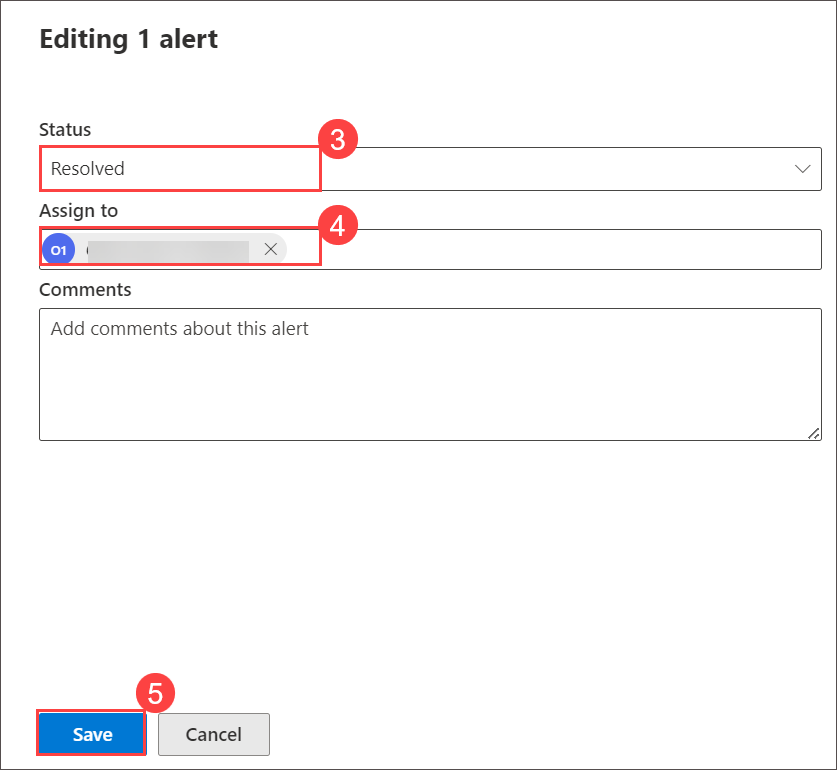 Editing 1 alert
Status
3
Resolved
Assign to
4
O1
Comments
Add comments about this alert
5
Save
Cancel